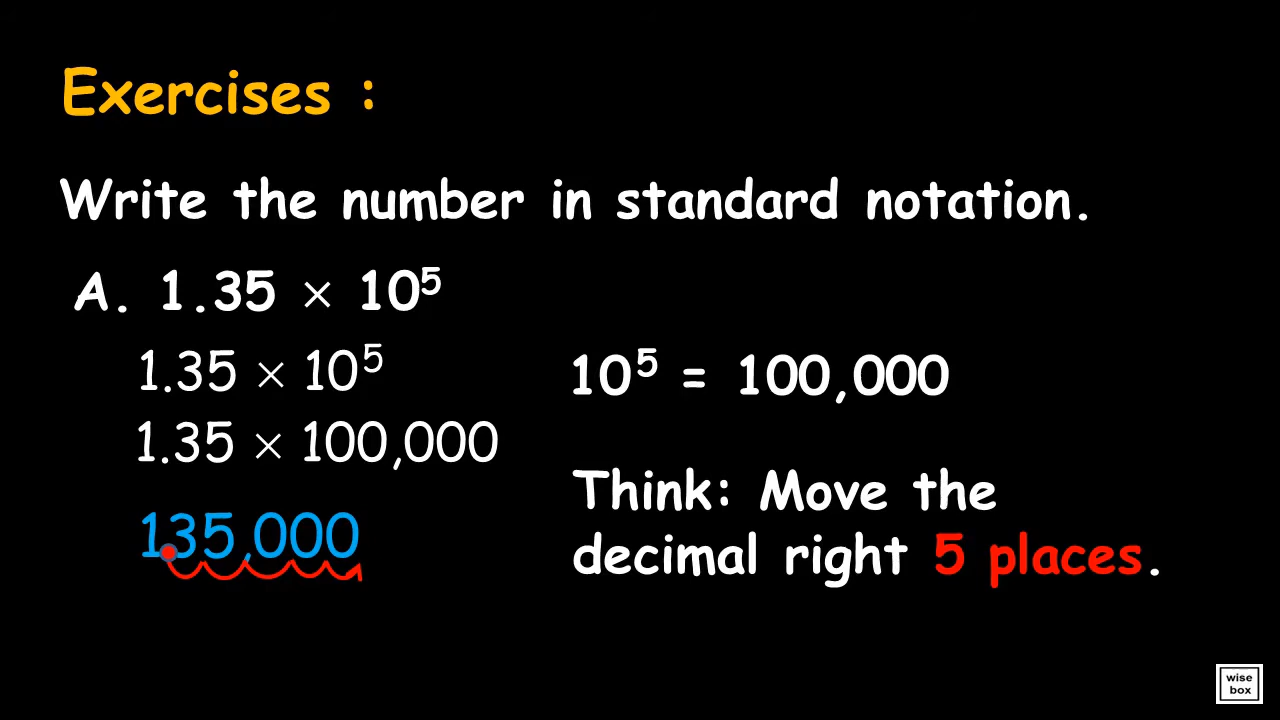 Exercises :
Write the number in standard notation.
A. 1.35 × 10⁵
1.35 × 10⁵
10⁵ = 100,000
1.35 × 100,000
Think: Move the
decimal right 5 places.
135,000
wise
box